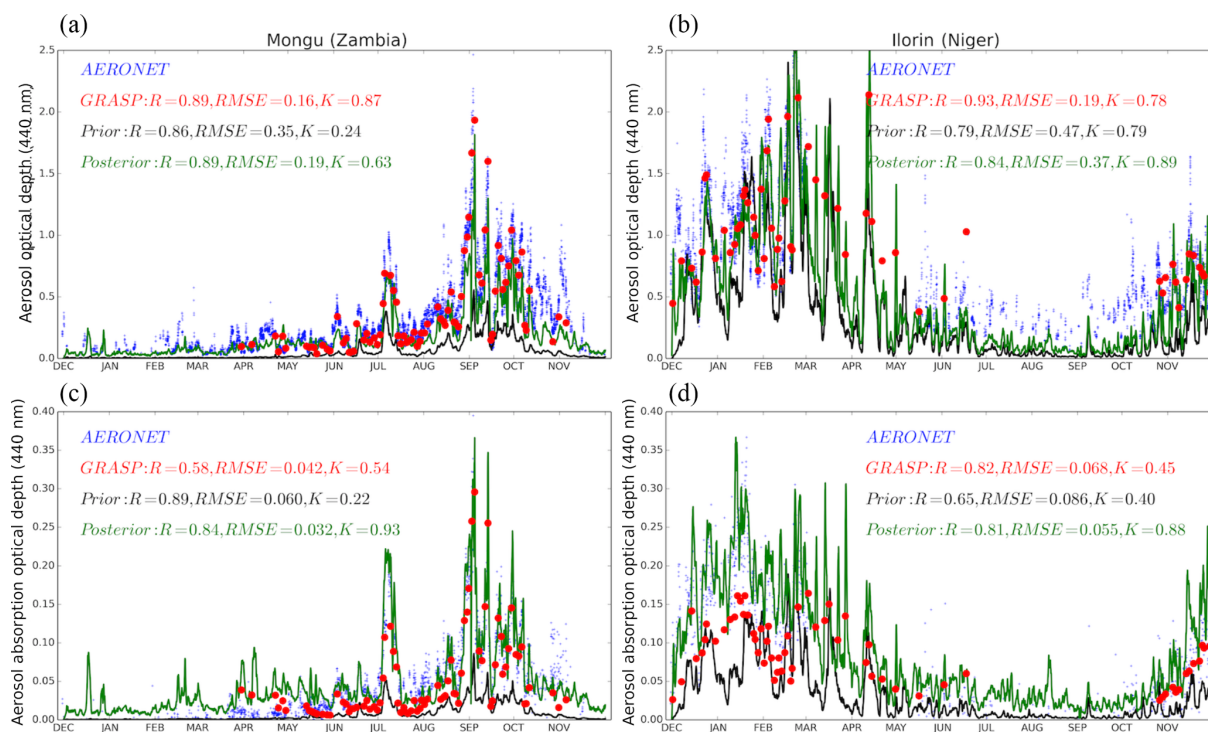 (a)
Mongu (Zambia)
Aerosol optical depth (440 nm)
2.5
2.0
1.5
1.0
0.5
0.0
AERONET
GRASP:R=0.89,RMSE=0.16,K=0.87
Prior:R=0.86,RMSE=0.35,K=0.24
Posterior:R=0.89,RMSE=0.19,K=0.63
DEC JAN FEB MAR APR MAY JUN JUL AUG SEP OCT NOV
(b)
Ilorin (Niger)
Aerosol optical depth (440 nm)
2.5
2.0
1.5
1.0
0.5
0.0
AERONET
GRASP:R=0.93,RMSE=0.19,K=0.78
Prior:R=0.79,RMSE=0.47,K=0.79
Posterior:R=0.84,RMSE=0.37,K=0.89
DEC JAN FEB MAR APR MAY JUN JUL AUG SEP OCT NOV
(c)
Aerosol absorption optical depth (440 nm)
0.40
0.35
0.30
0.25
0.20
0.15
0.10
0.05
0.00
AERONET
GRASP:R=0.58,RMSE=0.042,K=0.54
Prior:R=0.89,RMSE=0.060,K=0.22
Posterior:R=0.84,RMSE=0.032,K=0.93
DEC JAN FEB MAR APR MAY JUN JUL AUG SEP OCT NOV
(d)
Aerosol absorption optical depth (440 nm)
0.40
0.35
0.30
0.25
0.20
0.15
0.10
0.05
0.00
AERONET
GRASP:R=0.82,RMSE=0.068,K=0.45
Prior:R=0.65,RMSE=0.086,K=0.40
Posterior:R=0.81,RMSE=0.055,K=0.88
DEC JAN FEB MAR APR MAY JUN JUL AUG SEP OCT NOV